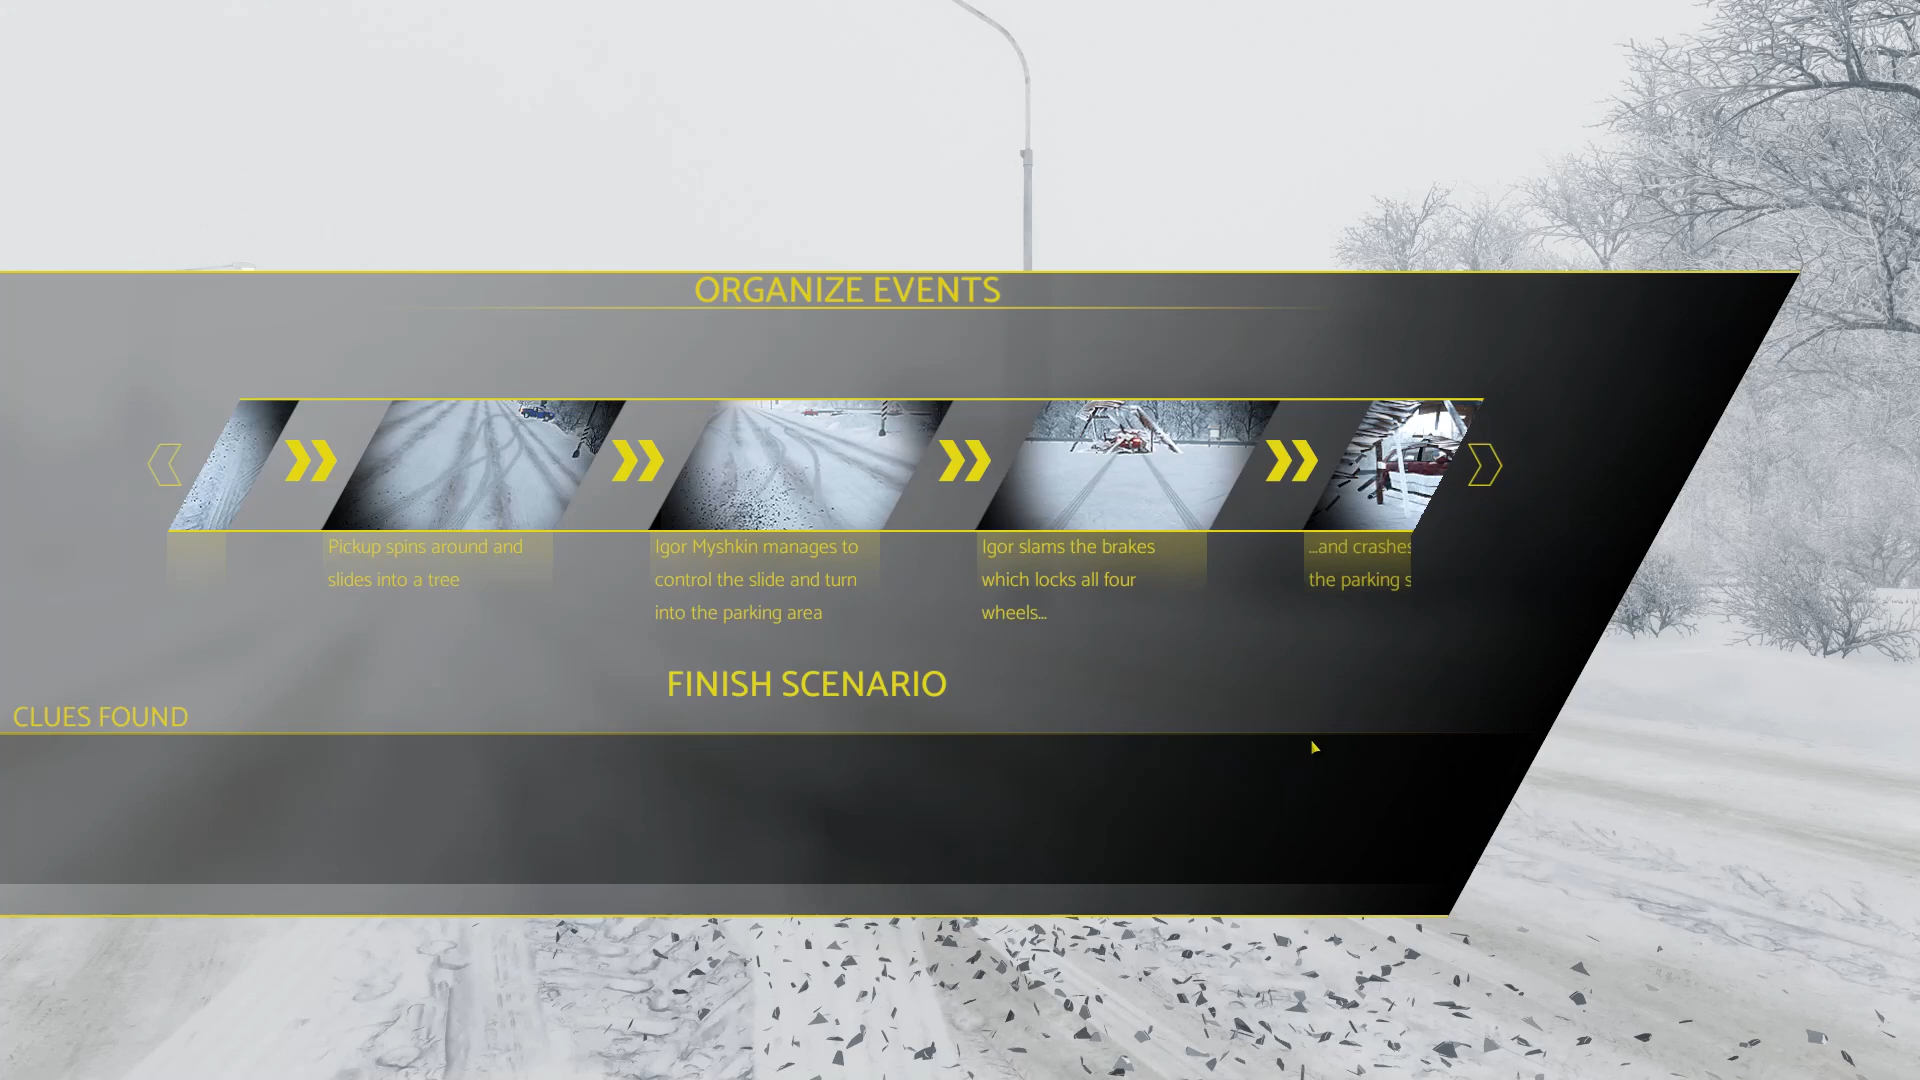 ORGANIZE EVENTS
Pickup spins around and
slides into a tree
Igor Myshkin manages to
control the slide and turn
into the parking area
Igor slams the brakes
which locks all four
wheels...
...and crashes
the parking
FINISH SCENARIO
CLUES FOUND